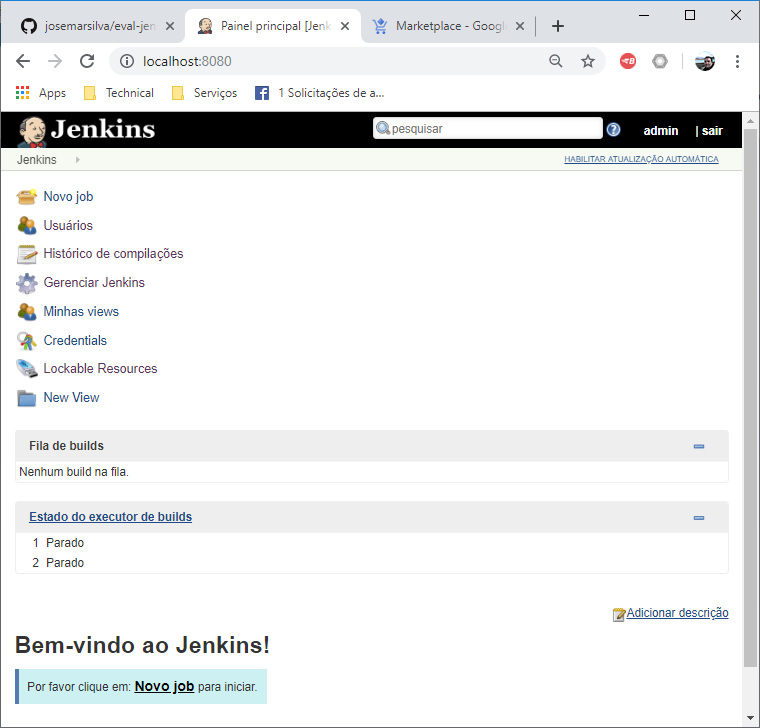 josemarsilva/eval-jen
Painel principal [Jenk
Marketplace - Googl
localhost:8080
Apps
Technical
Serviços
1 Solicitações de a...
Jenkins
pesquisar
admin
| sair
Jenkins
HABILITAR ATUALIZAÇÃO AUTOMÁTICA
Novo job
Usuários
Histórico de compilações
Gerenciar Jenkins
Minhas views
Credentials
Lockable Resources
New View
Fila de builds
Nenhum build na fila.
Estado do executor de builds
1 Parado
2 Parado
Adicionar descrição
Bem-vindo ao Jenkins!
Por favor clique em: Novo job para iniciar.